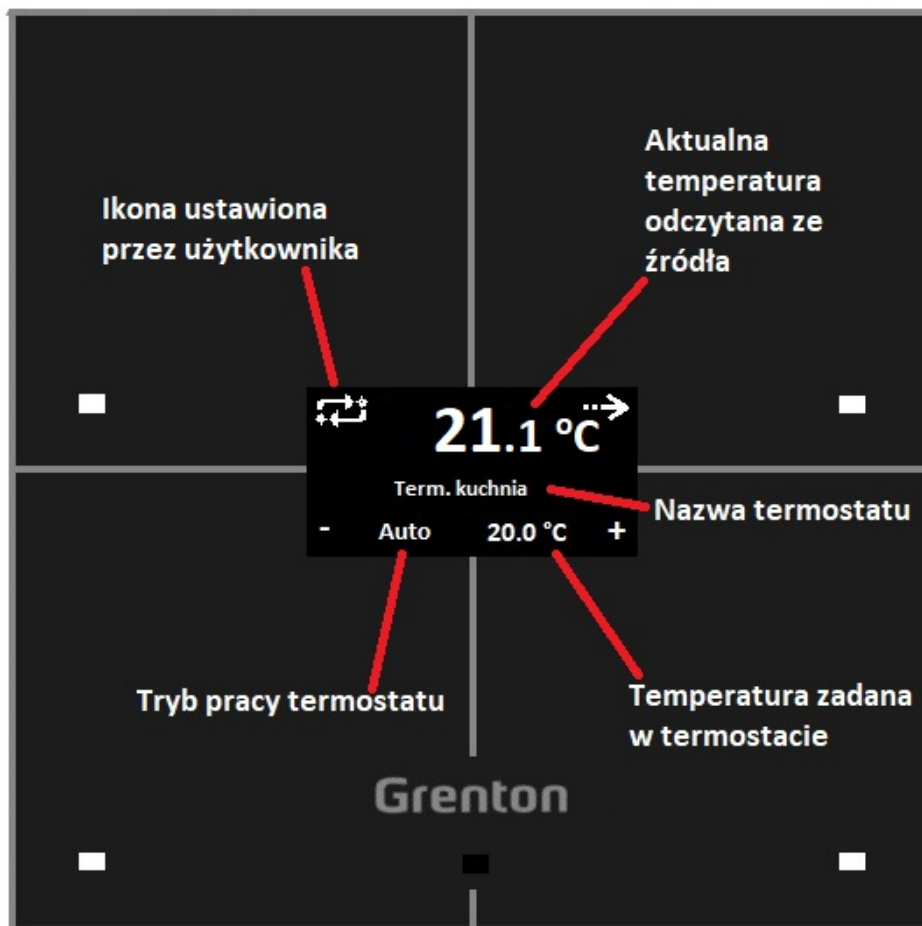 Aktualna
temperatura
odczytana ze
źródła
Ikona ustawiona
przez użytkownika
21.1 °C
Term. kuchnia
Nazwa termostatu
- Auto 20.0 °C +
Tryb pracy termostatu
Temperatura zadana
w termostacie
Grenton